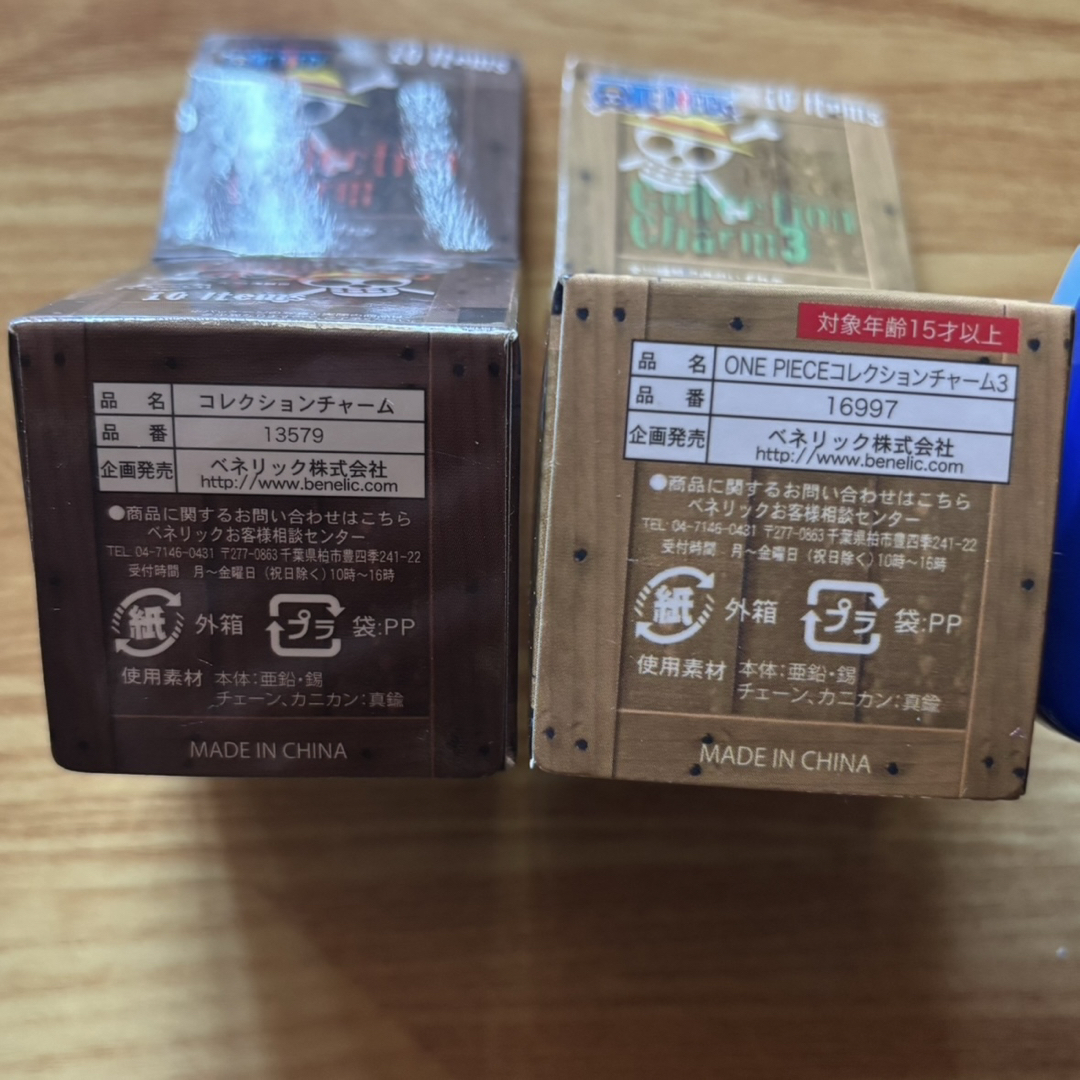 10 Items
Collection
Charm
10 Items
品 名 コレクションチャーム
品 番 13579
企画発売 ベネリック株式会社
http://www.benelic.com
●商品に関するお問い合わせはこちら
ベネリックお客様相談センター
TEL 04-7146-0431 〒277-0863 千葉県柏市豊四季241-22
受付時間 月～金曜日(祝日除く)10時～16時
紙 外箱 プラ 袋:PP
使用素材 本体:亜鉛・錫
チェーン、カニカン:真鍮
MADE IN CHINA
ONE PIECE
10 Items
Collection
Charm3
対象年齢15才以上
品 名 ONE PIECEコレクションチャーム3
品 番 16997
企画発売 ベネリック株式会社
http://www.benelic.com
●商品に関するお問い合わせはこちら
ベネリックお客様相談センター
TEL 04-7146-0431 〒277-0863 千葉県柏市豊四季241-22
受付時間 月～金曜日(祝日除く)10時～16時
紙 外箱 プラ 袋:PP
使用素材 本体:亜鉛・錫
チェーン、カニカン:真鍮
MADE IN CHINA